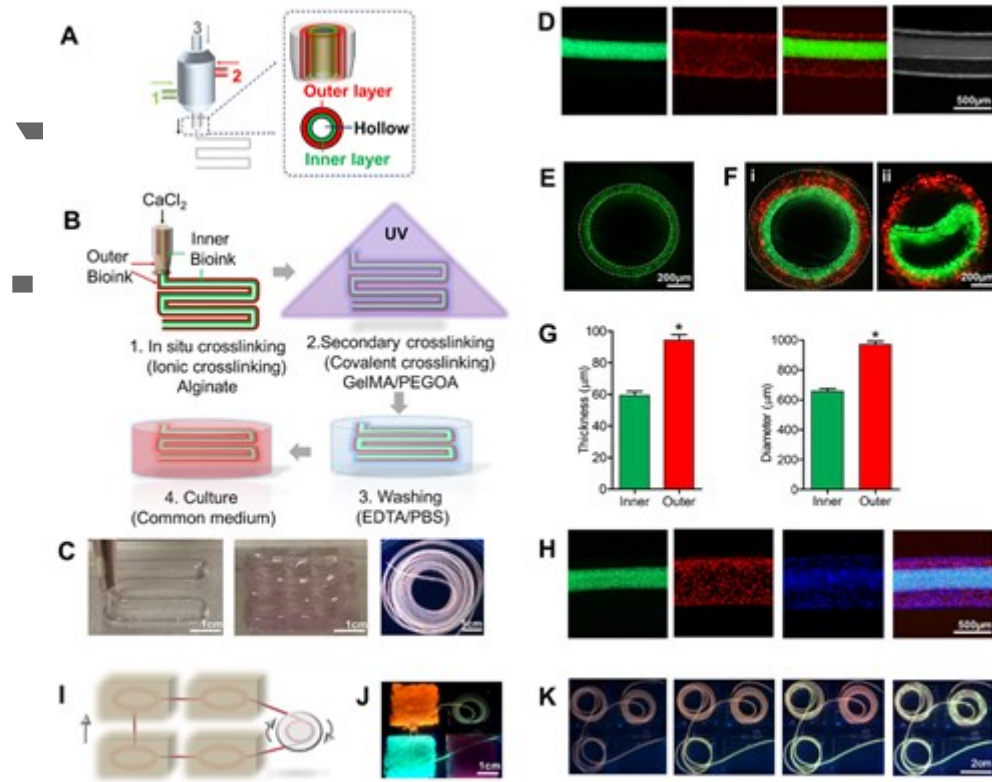 A
3
2
1
Outer layer
Hollow
Inner layer
B
CaCl2
Outer
Bioink
Inner
Bioink
UV
1. In situ crosslinking
(Ionic crosslinking)
Alginate
2.Secondary crosslinking
(Covalent crosslinking)
GelMA/PEGOA
4. Culture
(Common medium)
3. Washing
(EDTA/PBS)
C
1cm
1cm
1cm
I
J
1cm
D
500μm
E
200μm
F
i
ii
200μm
G
Thickness (μm)
100
80
60
40
20
0
*
Inner
Outer
Diameter (μm)
1000
800
600
400
200
0
*
Inner
Outer
H
500μm
K
2cm